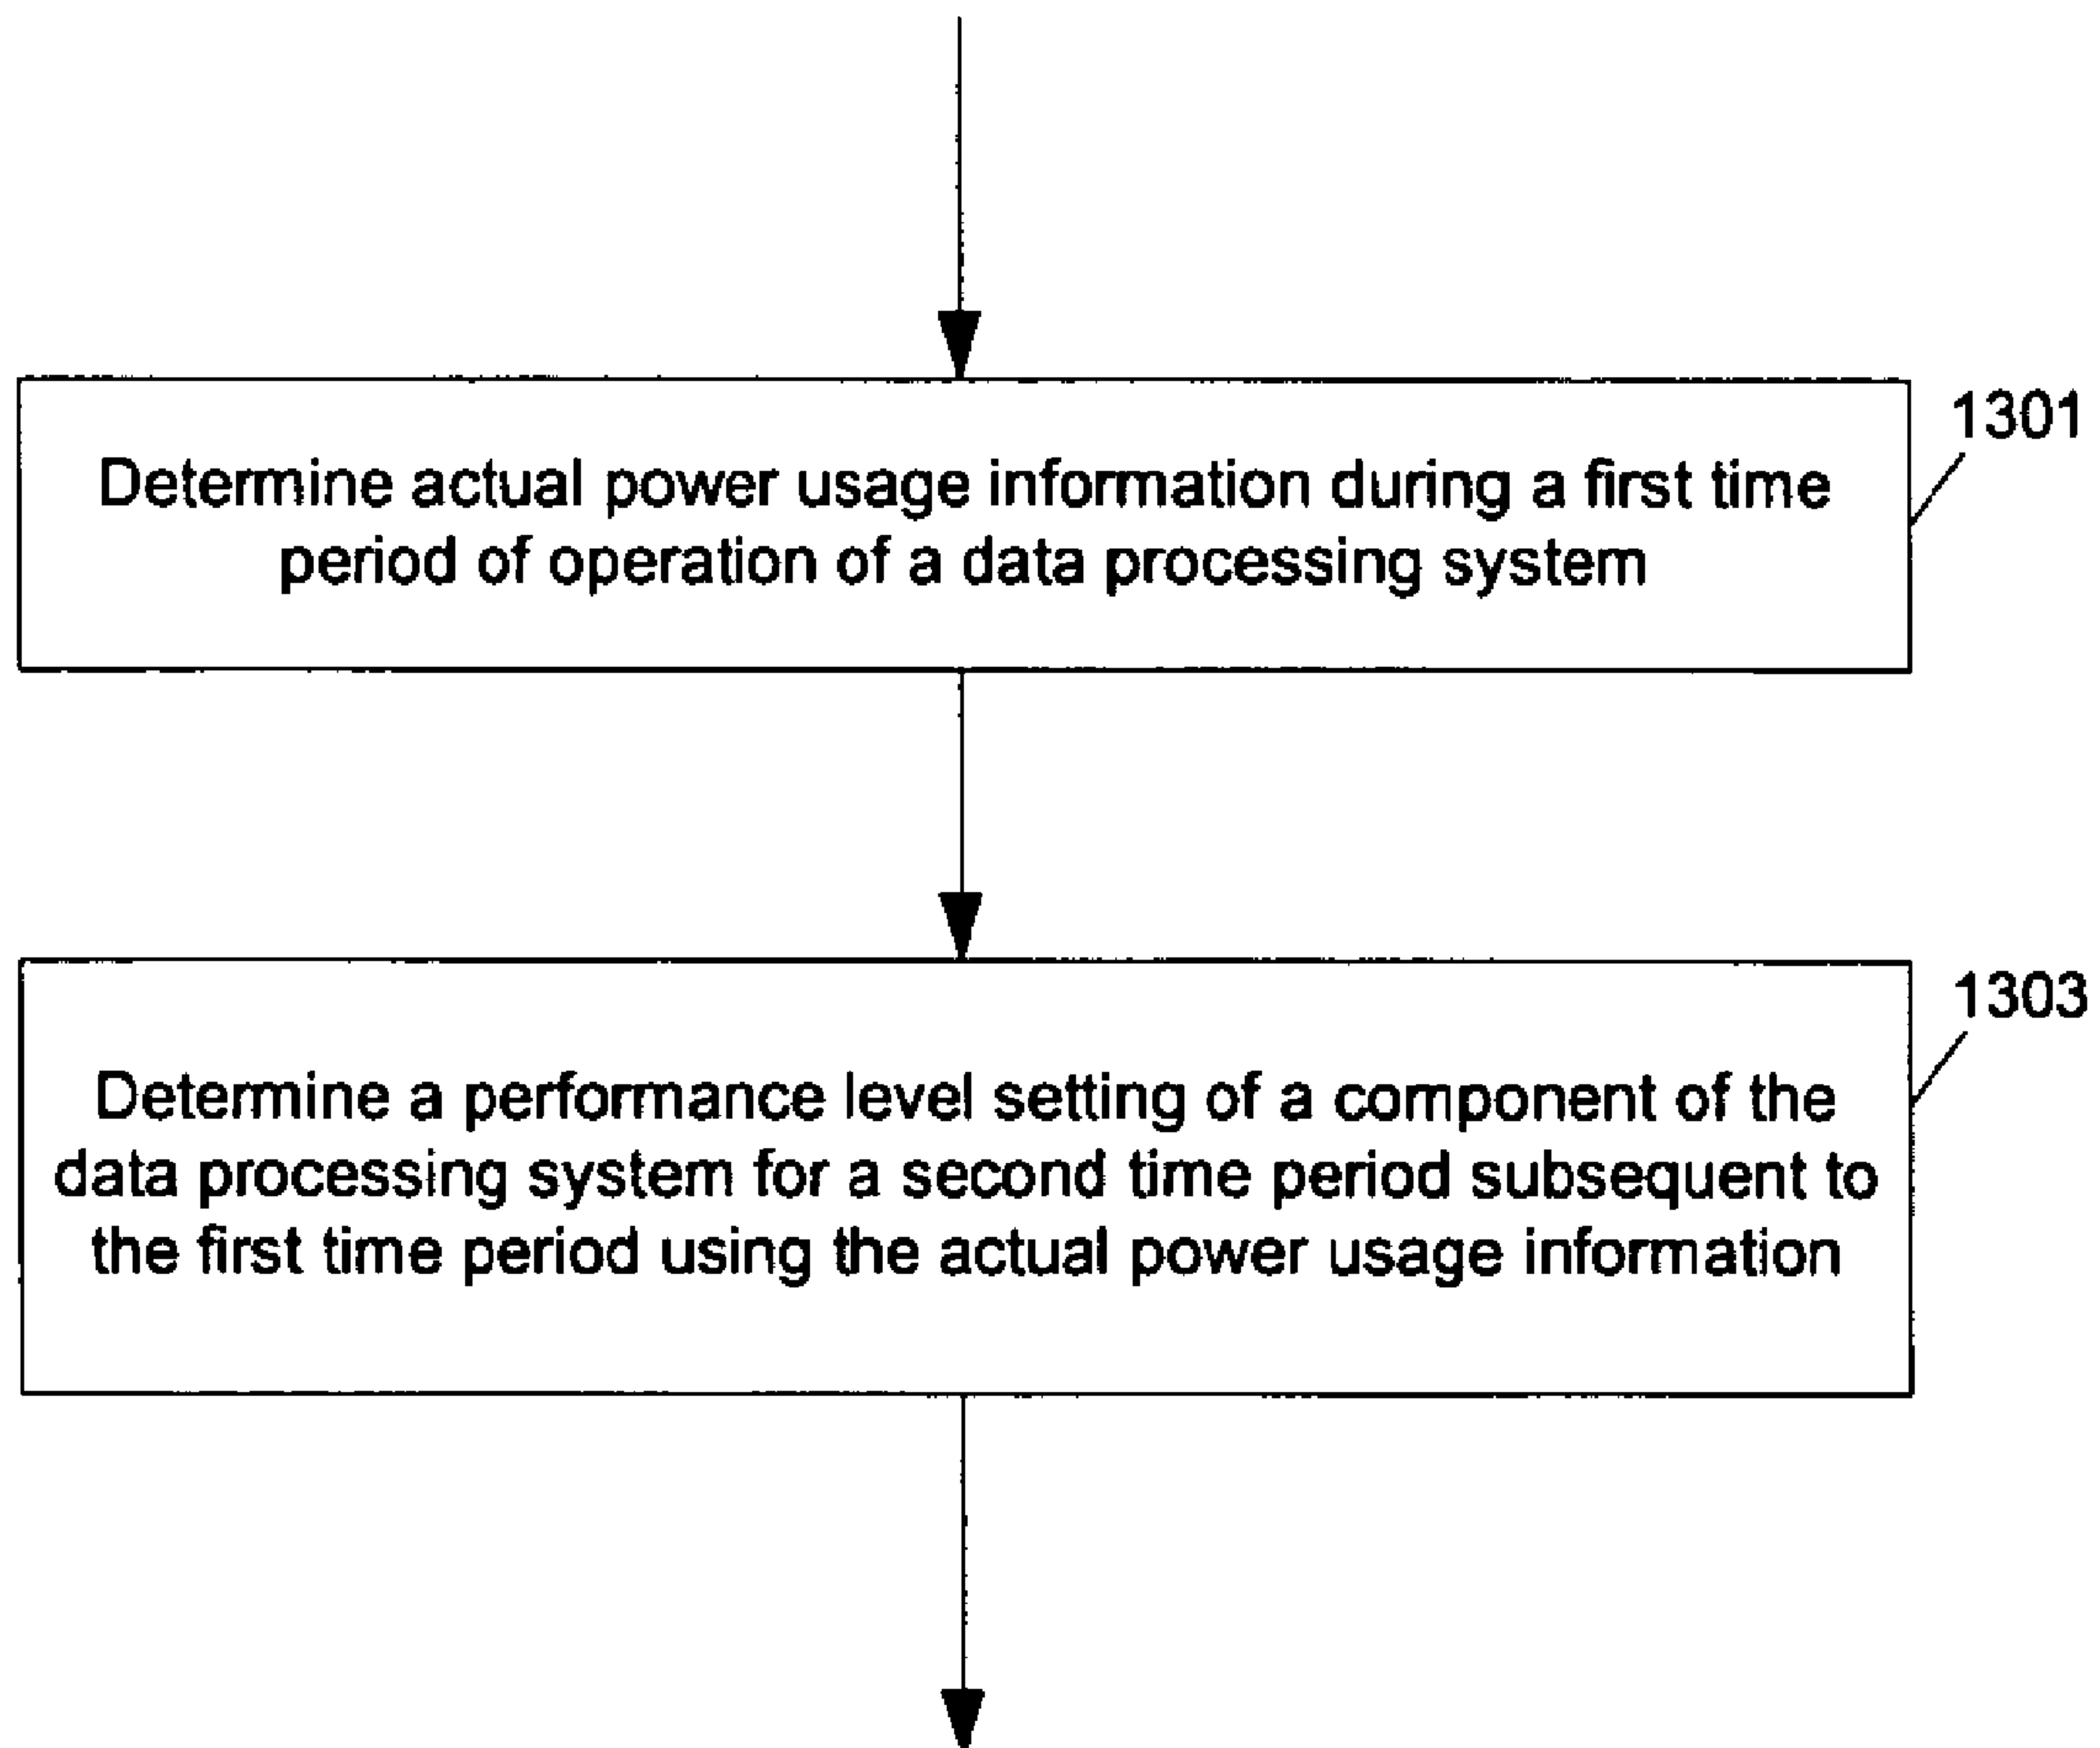 1301
Determine actual power usage information during a first time
period of operation of a data processing system
1303
Determine a performance level setting of a component of the
data processing system for a second time period subsequent to
the first time period using the actual power usage information